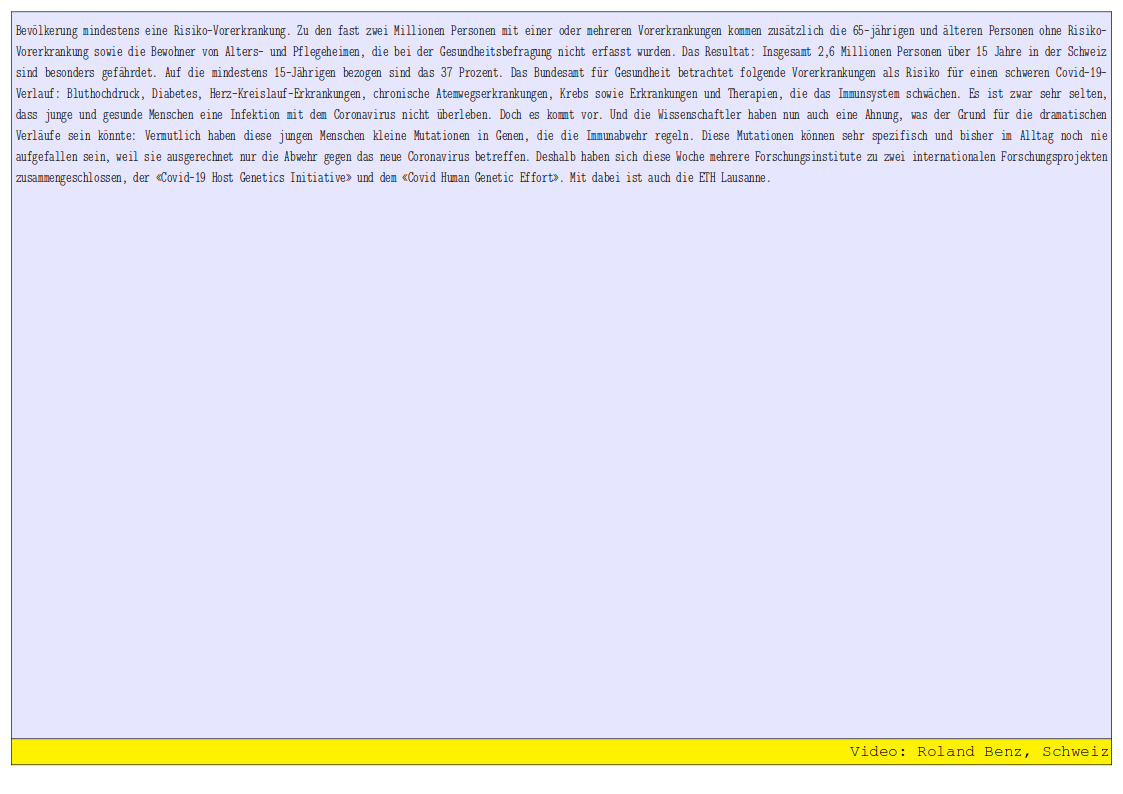 Bevölkerung mindestens eine Risiko-Vorerkrankung. Zu den fast zwei Millionen Personen mit einer oder mehreren Vorerkrankungen kommen zusätzlich die 65-jährigen und älteren Personen ohne Risiko-
Vorerkrankung sowie die Bewohner von Alters- und Pflegeheimen, die bei der Gesundheitsbefragung nicht erfasst wurden. Das Resultat: Insgesamt 2,6 Millionen Personen über 15 Jahre in der Schweiz
sind besonders gefährdet. Auf die mindestens 15-Jährigen bezogen sind das 37 Prozent. Das Bundesamt für Gesundheit betrachtet folgende Vorerkrankungen als Risiko für einen schweren Covid-19-
Verlauf: Bluthochdruck, Diabetes, Herz-Kreislauf-Erkrankungen, chronische Atemwegserkrankungen, Krebs sowie Erkrankungen und Therapien, die das Immunsystem schwächen. Es ist zwar sehr selten,
dass junge und gesunde Menschen eine Infektion mit dem Coronavirus nicht überleben. Doch es kommt vor. Und die Wissenschaftler haben nun auch eine Ahnung, was der Grund für die dramatischen
Verläufe sein könnte: Vermutlich haben diese jungen Menschen kleine Mutationen in Genen, die die Immunabwehr regeln. Diese Mutationen können sehr spezifisch und bisher im Alltag noch nie
aufgefallen sein, weil sie ausgerechnet nur die Abwehr gegen das neue Coronavirus betreffen. Deshalb haben sich diese Woche mehrere Forschungsinstitute zu zwei internationalen Forschungsprojekten
zusammengeschlossen, der «Covid-19 Host Genetics Initiative» und dem «Covid Human Genetic Effort». Mit dabei ist auch die ETH Lausanne.
Video: Roland Benz, Schweiz